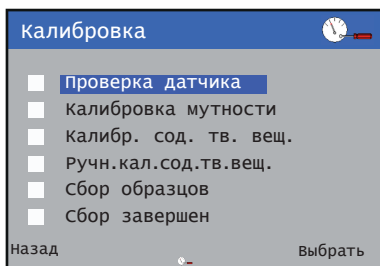 Калибровка
Проверка датчика
Калибровка мутности
Калибр. сод. тв. вещ.
Ручн.кал.сод.тв.вещ.
Сбор образцов
Сбор завершен
Назад
Выбрать